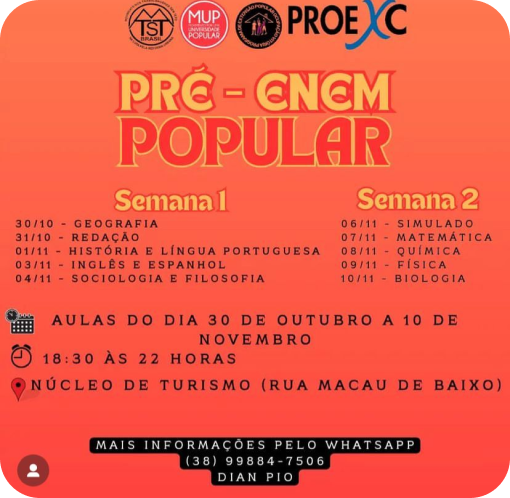 TST
BRASIL
MUP
UNIVERSIDADE
POPULAR
PROEXC
PRÉ - ENEM
POPULAR
Semana 1
30/10 - GEOGRAFIA
31/10 - REDAÇÃO
01/11 - HISTÓRIA E LÍNGUA PORTUGUESA
03/11 - INGLÊS E ESPANHOL
04/11 - SOCIOLOGIA E FILOSOFIA
Semana 2
06/11 - SIMULADO
07/11 - MATEMÁTICA
08/11 - QUÍMICA
09/11 - FÍSICA
10/11 - BIOLOGIA
AULAS DO DIA 30 DE OUTUBRO A 10 DE
NOVEMBRO
18:30 ÀS 22 HORAS
NÚCLEO DE TURISMO (RUA MACAU DE BAIXO)
MAIS INFORMAÇÕES PELO WHATSAPP
(38) 99884-7506
DIAN PIO